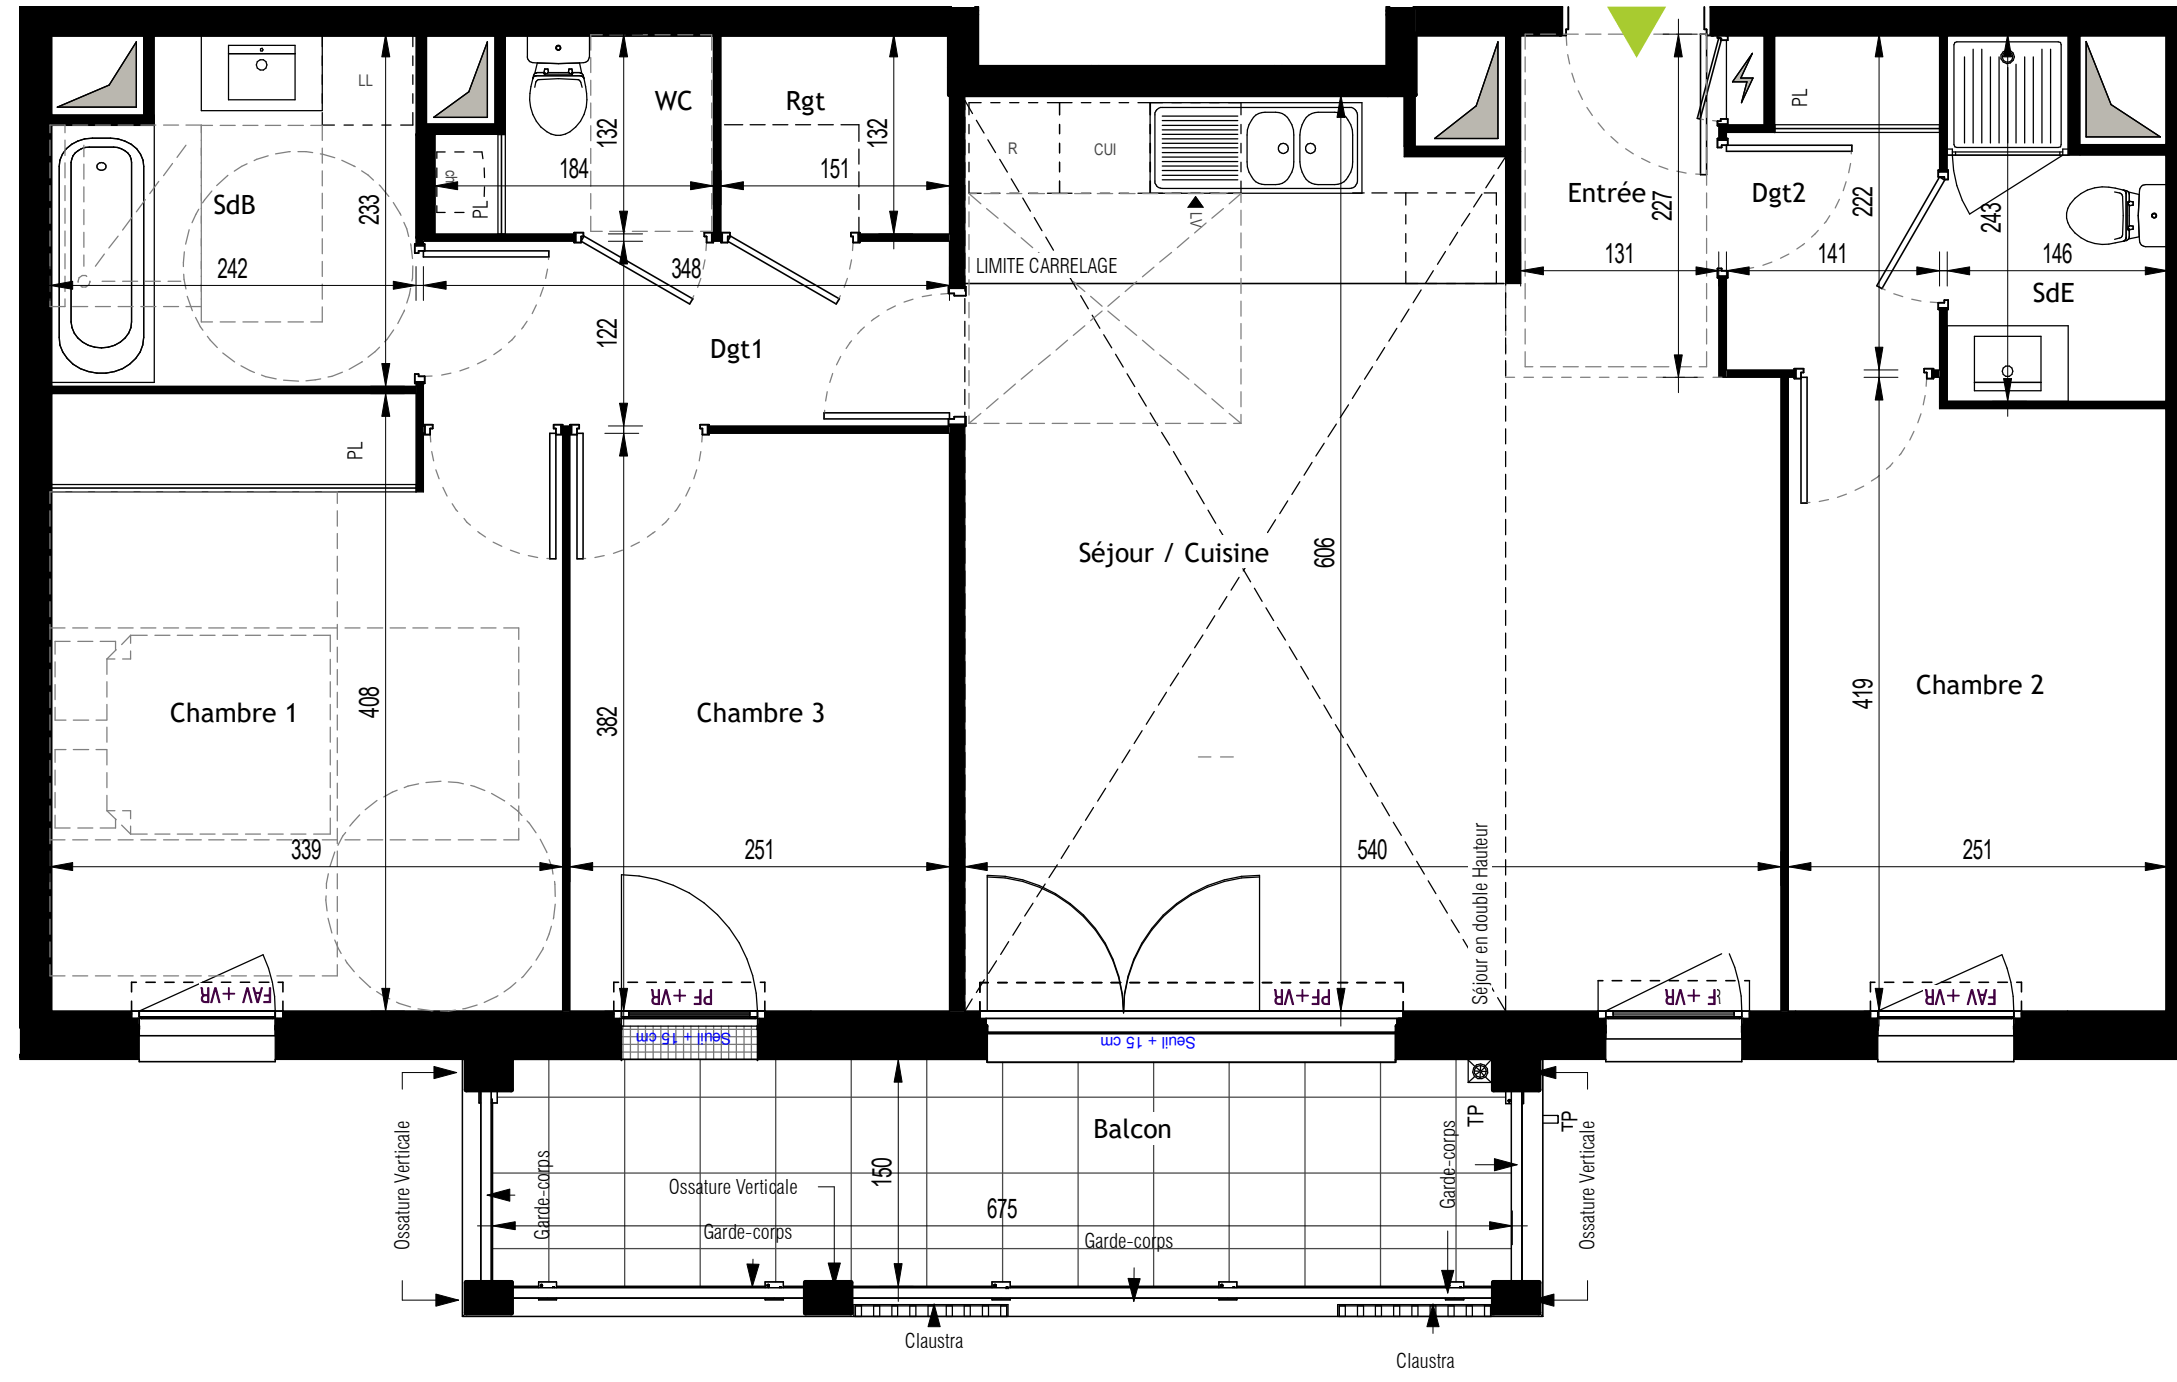 LL
WC
Rgt
132
132
184
151
ch
PL
SdB
233
242
348
122
Dgt1
R
CUI
LV
LIMITE CARRELAGE
Entrée
227
131
PL
Dgt2
222
141
243
146
SdE
PL
Chambre 1
408
339
Chambre 3
382
251
Séjour / Cuisine
606
540
Séjour en double Hauteur
Chambre 2
419
251
FAV +VR
PF +VR
PF+VR
F +VR
FAV +VR
Seuil + 15 cm
Seuil + 15 cm
Balcon
150
675
TP
TP
Ossature Verticale
Garde-corps
Ossature Verticale
Garde-corps
Garde-corps
Garde-corps
Ossature Verticale
Claustra
Claustra